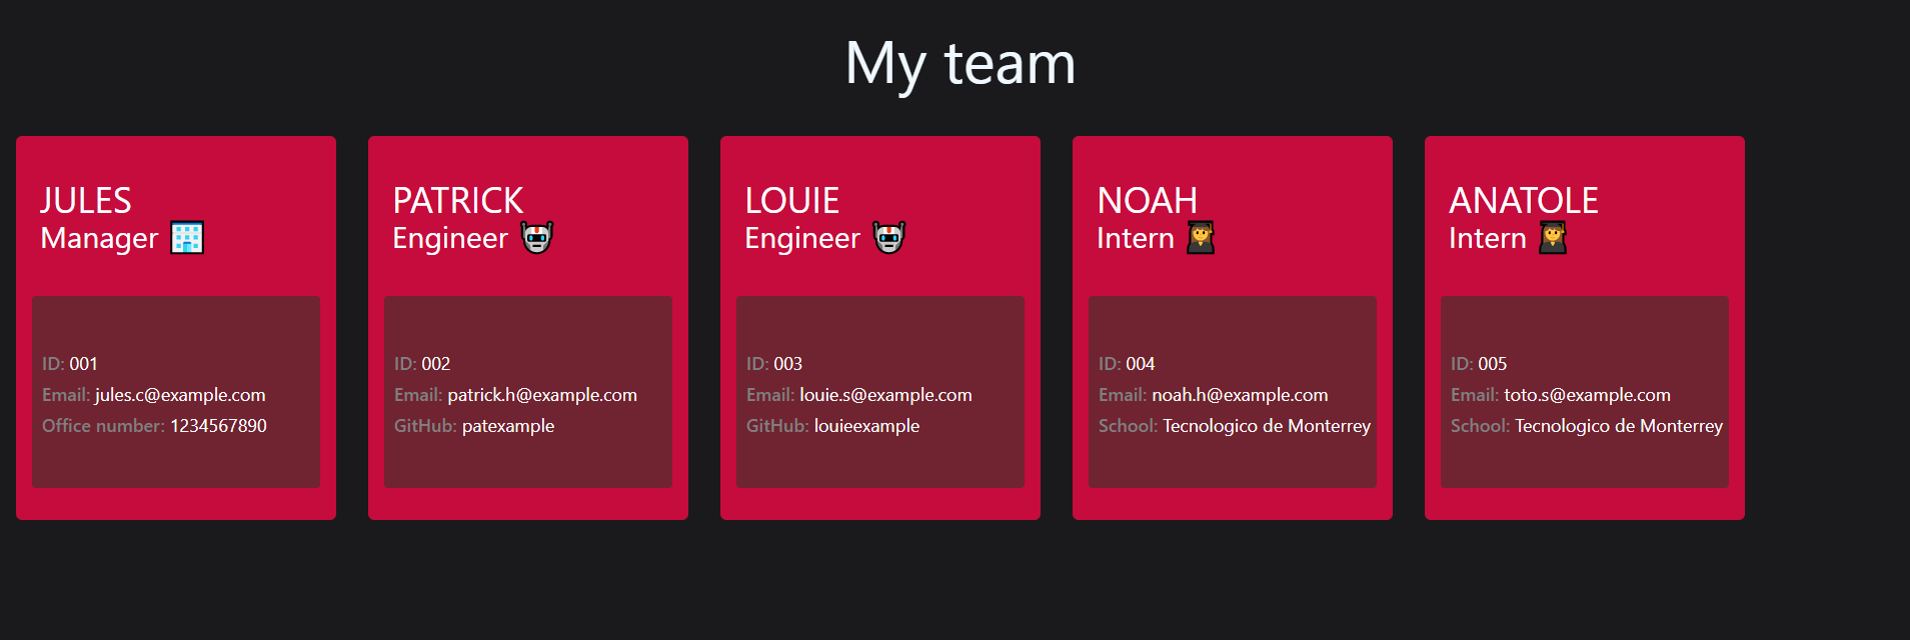 My team
JULES
Manager 🏢
ID: 001
Email: jules.c@example.com
Office number: 1234567890
PATRICK
Engineer 🤖
ID: 002
Email: patrick.h@example.com
GitHub: patexample
LOUIE
Engineer 🤖
ID: 003
Email: louie.s@example.com
GitHub: louieexample
NOAH
Intern 👩‍🎓
ID: 004
Email: noah.h@example.com
School: Tecnologico de Monterrey
ANATOLE
Intern 👩‍🎓
ID: 005
Email: toto.s@example.com
School: Tecnologico de Monterrey